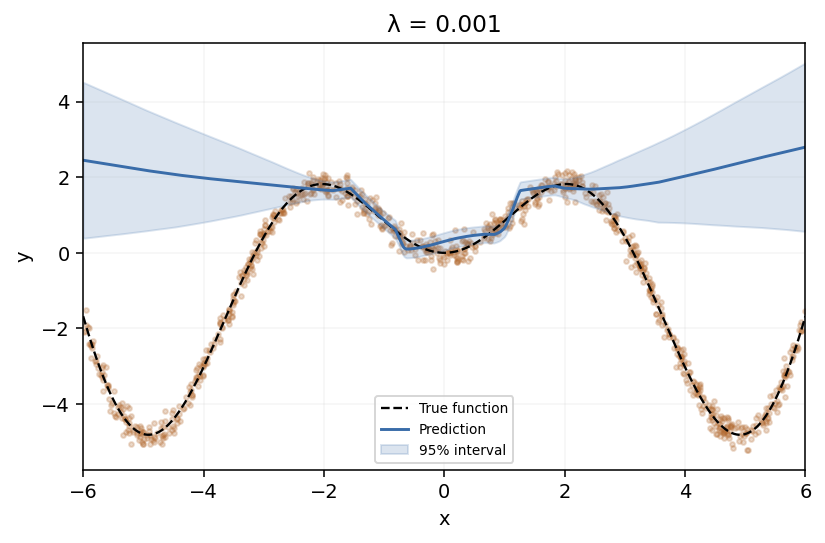 λ = 0.001
y
4
2
0
−2
−4
True function
Prediction
95% interval
−6 −4 −2 0 2 4 6
x